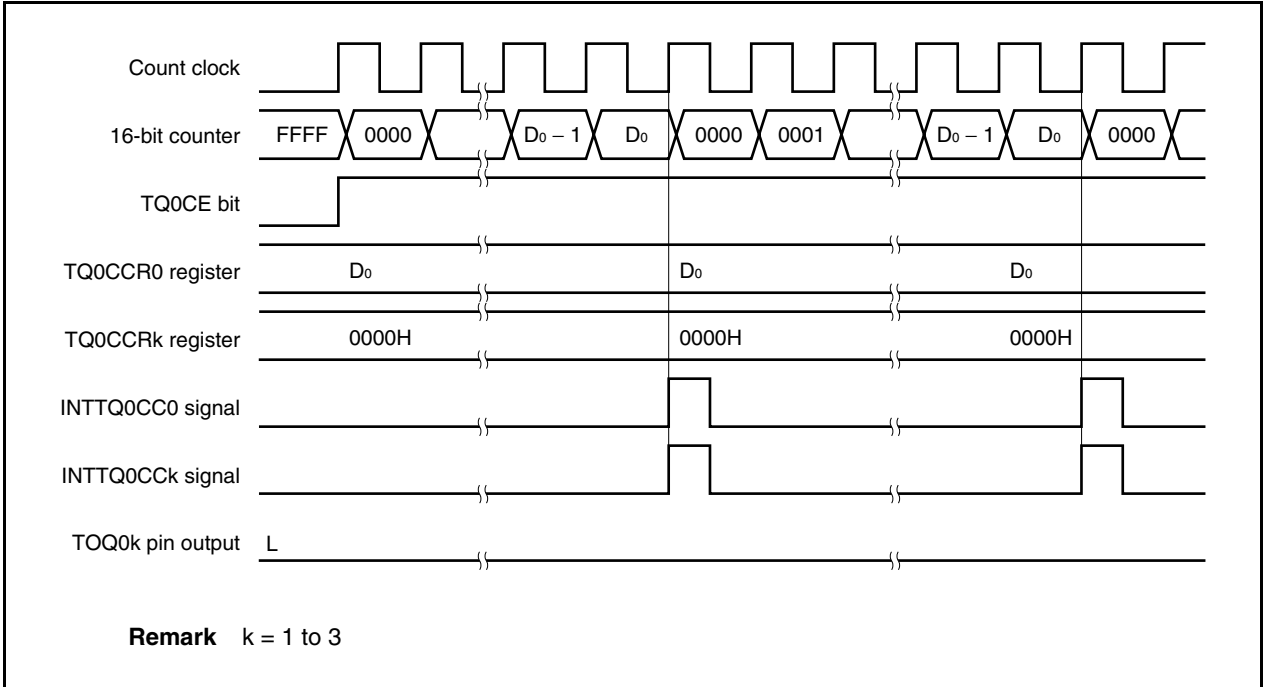 Count clock
16-bit counter FFFF 0000 D₀ – 1 D₀ 0000 0001 D₀ – 1 D₀ 0000
TQ0CE bit
TQ0CCR0 register D₀ D₀ D₀
TQ0CCRk register 0000H 0000H 0000H
INTTQ0CC0 signal
INTTQ0CCk signal
TOQ0k pin output L
Remark k = 1 to 3